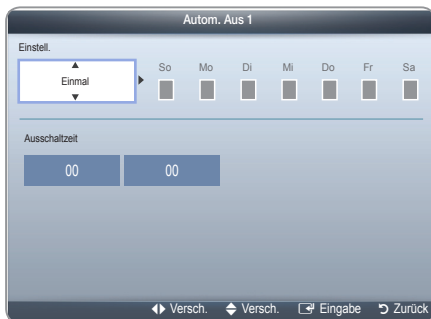 Autom. Aus 1
Einstell.
Einmal
So Mo Di Mi Do Fr Sa
Ausschaltzeit
00 00
Versch. Versch. Eingabe Zurück